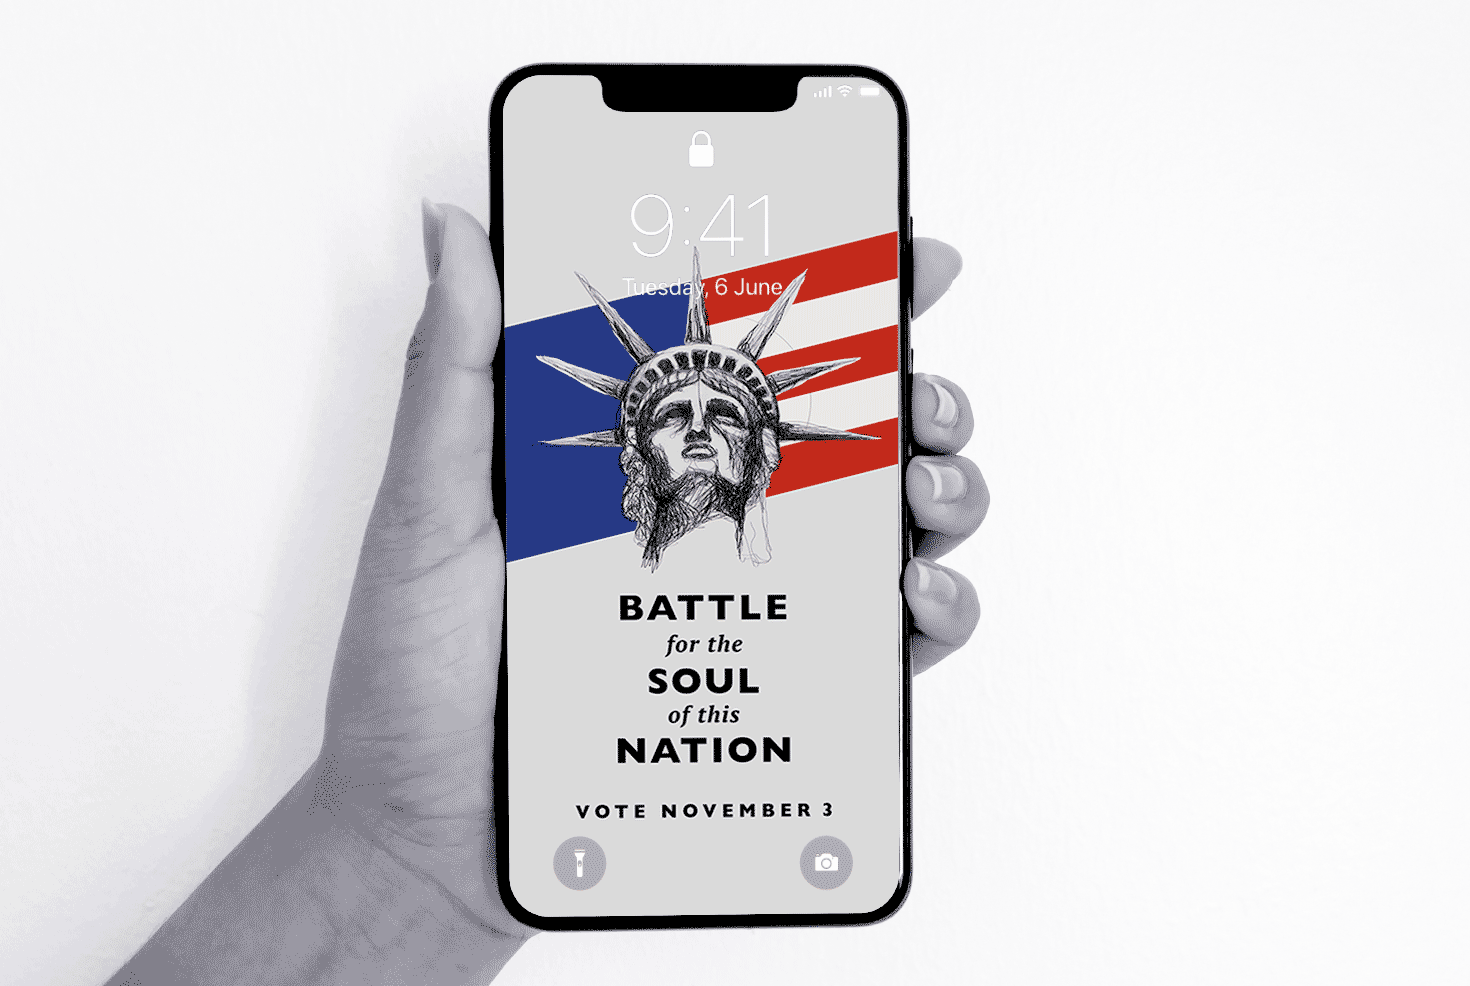 9:41
Tuesday, 6 June
BATTLE
for the
SOUL
of this
NATION
VOTE NOVEMBER 3